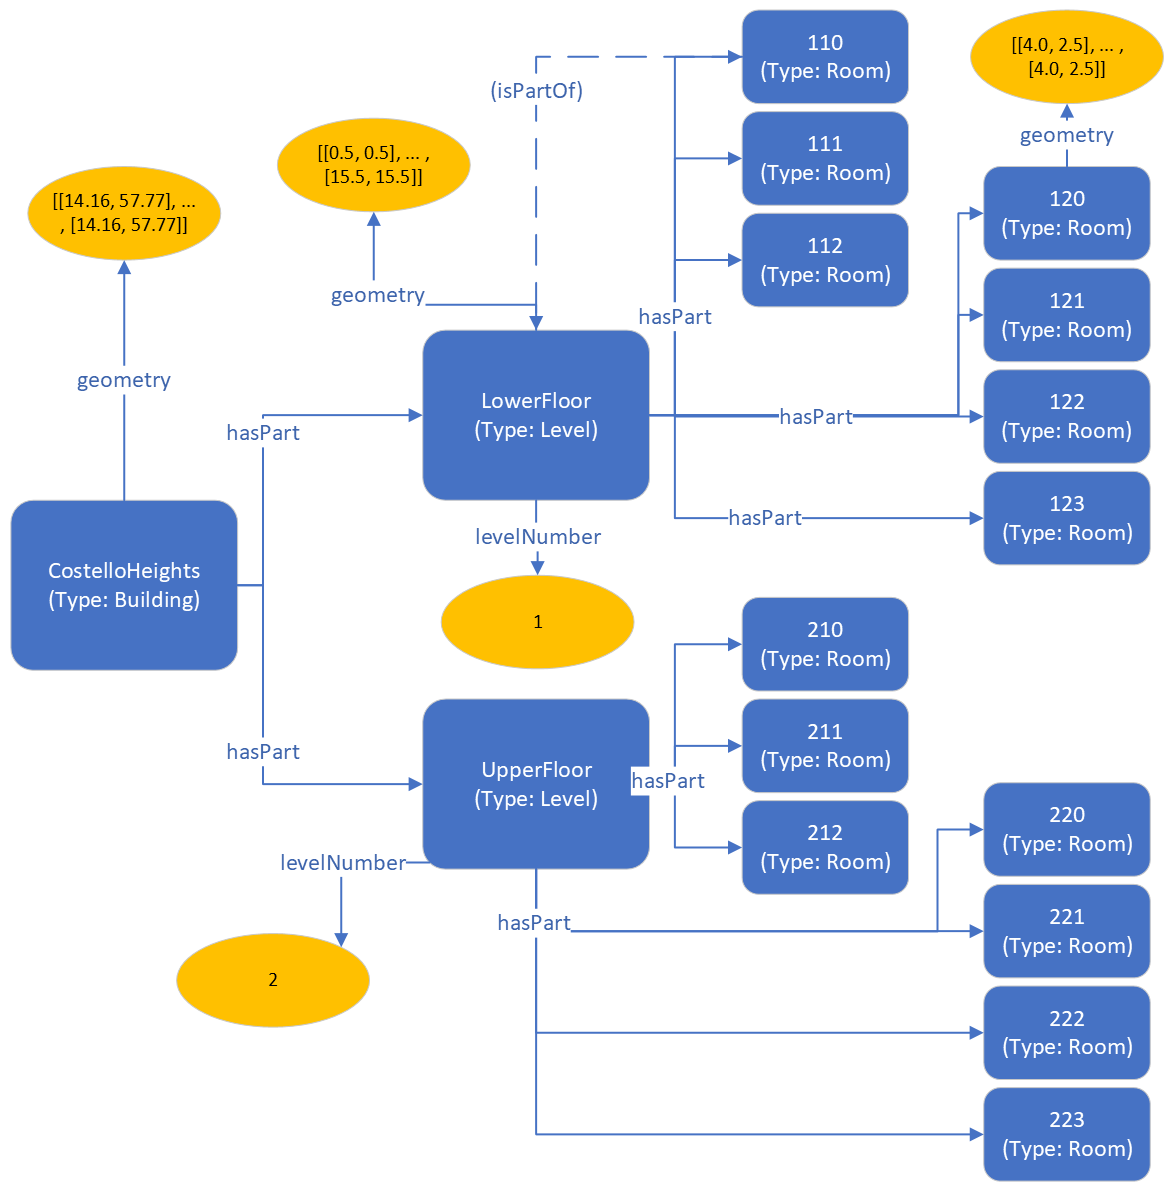 110
(Type: Room)
[[4.0, 2.5], ... ,
[4.0, 2.5]]
(isPartOf)
geometry
[[0.5, 0.5], ... ,
[15.5, 15.5]]
111
(Type: Room)
[[14.16, 57.77], ...
, [14.16, 57.77]]
120
(Type: Room)
112
(Type: Room)
geometry
hasPart
121
(Type: Room)
geometry
LowerFloor
(Type: Level)
122
(Type: Room)
hasPart
hasPart
hasPart
123
(Type: Room)
levelNumber
CostelloHeights
(Type: Building)
1
210
(Type: Room)
211
(Type: Room)
hasPart
UpperFloor
(Type: Level)
hasPart
212
(Type: Room)
220
(Type: Room)
levelNumber
hasPart
221
(Type: Room)
2
222
(Type: Room)
223
(Type: Room)